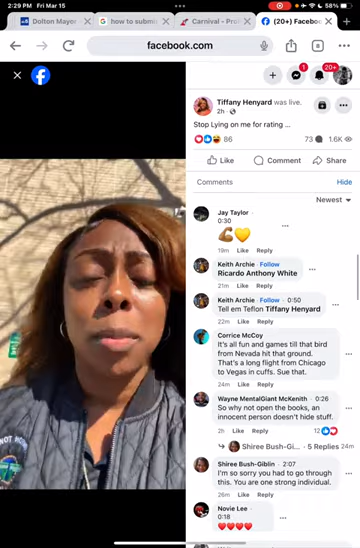 2:29 PM Fri Mar 15
58%
Dolton Mayor
how to submi
Carnival - Pro
(20+) Facebo
facebook.com
8
1
20+
Tiffany Henyard was live.
2h
Stop Lying on me for rating ...
86
73
1.6K
Like
Comment
Share
Comments
Hide
Newest
Jay Taylor
0:30
💪🏾💛
19m Like Reply
Keith Archie · Follow
Ricardo Anthony White
21m Like Reply
Keith Archie · Follow · 0:50
Tell em Teflon Tiffany Henyard
22m Like Reply
Corrice McCoy
It's all fun and games till that bird
from Nevada hit that ground.
That's a long flight from Chicago
to Vegas in cuffs. Sue that.
24m Like Reply
Wayne MentalGiant McKenith · 0:26
So why not open the books, an
innocent person doesn't hide stuff.
2h Like Reply 12
Shiree Bush-Gi... · 5 Replies 24m
Shiree Bush-Giblin · 2:07
I'm so sorry you had to go through
this. You are one strong individual.
26m Like Reply
Novie Lee
0:18
❤️❤️❤️❤️